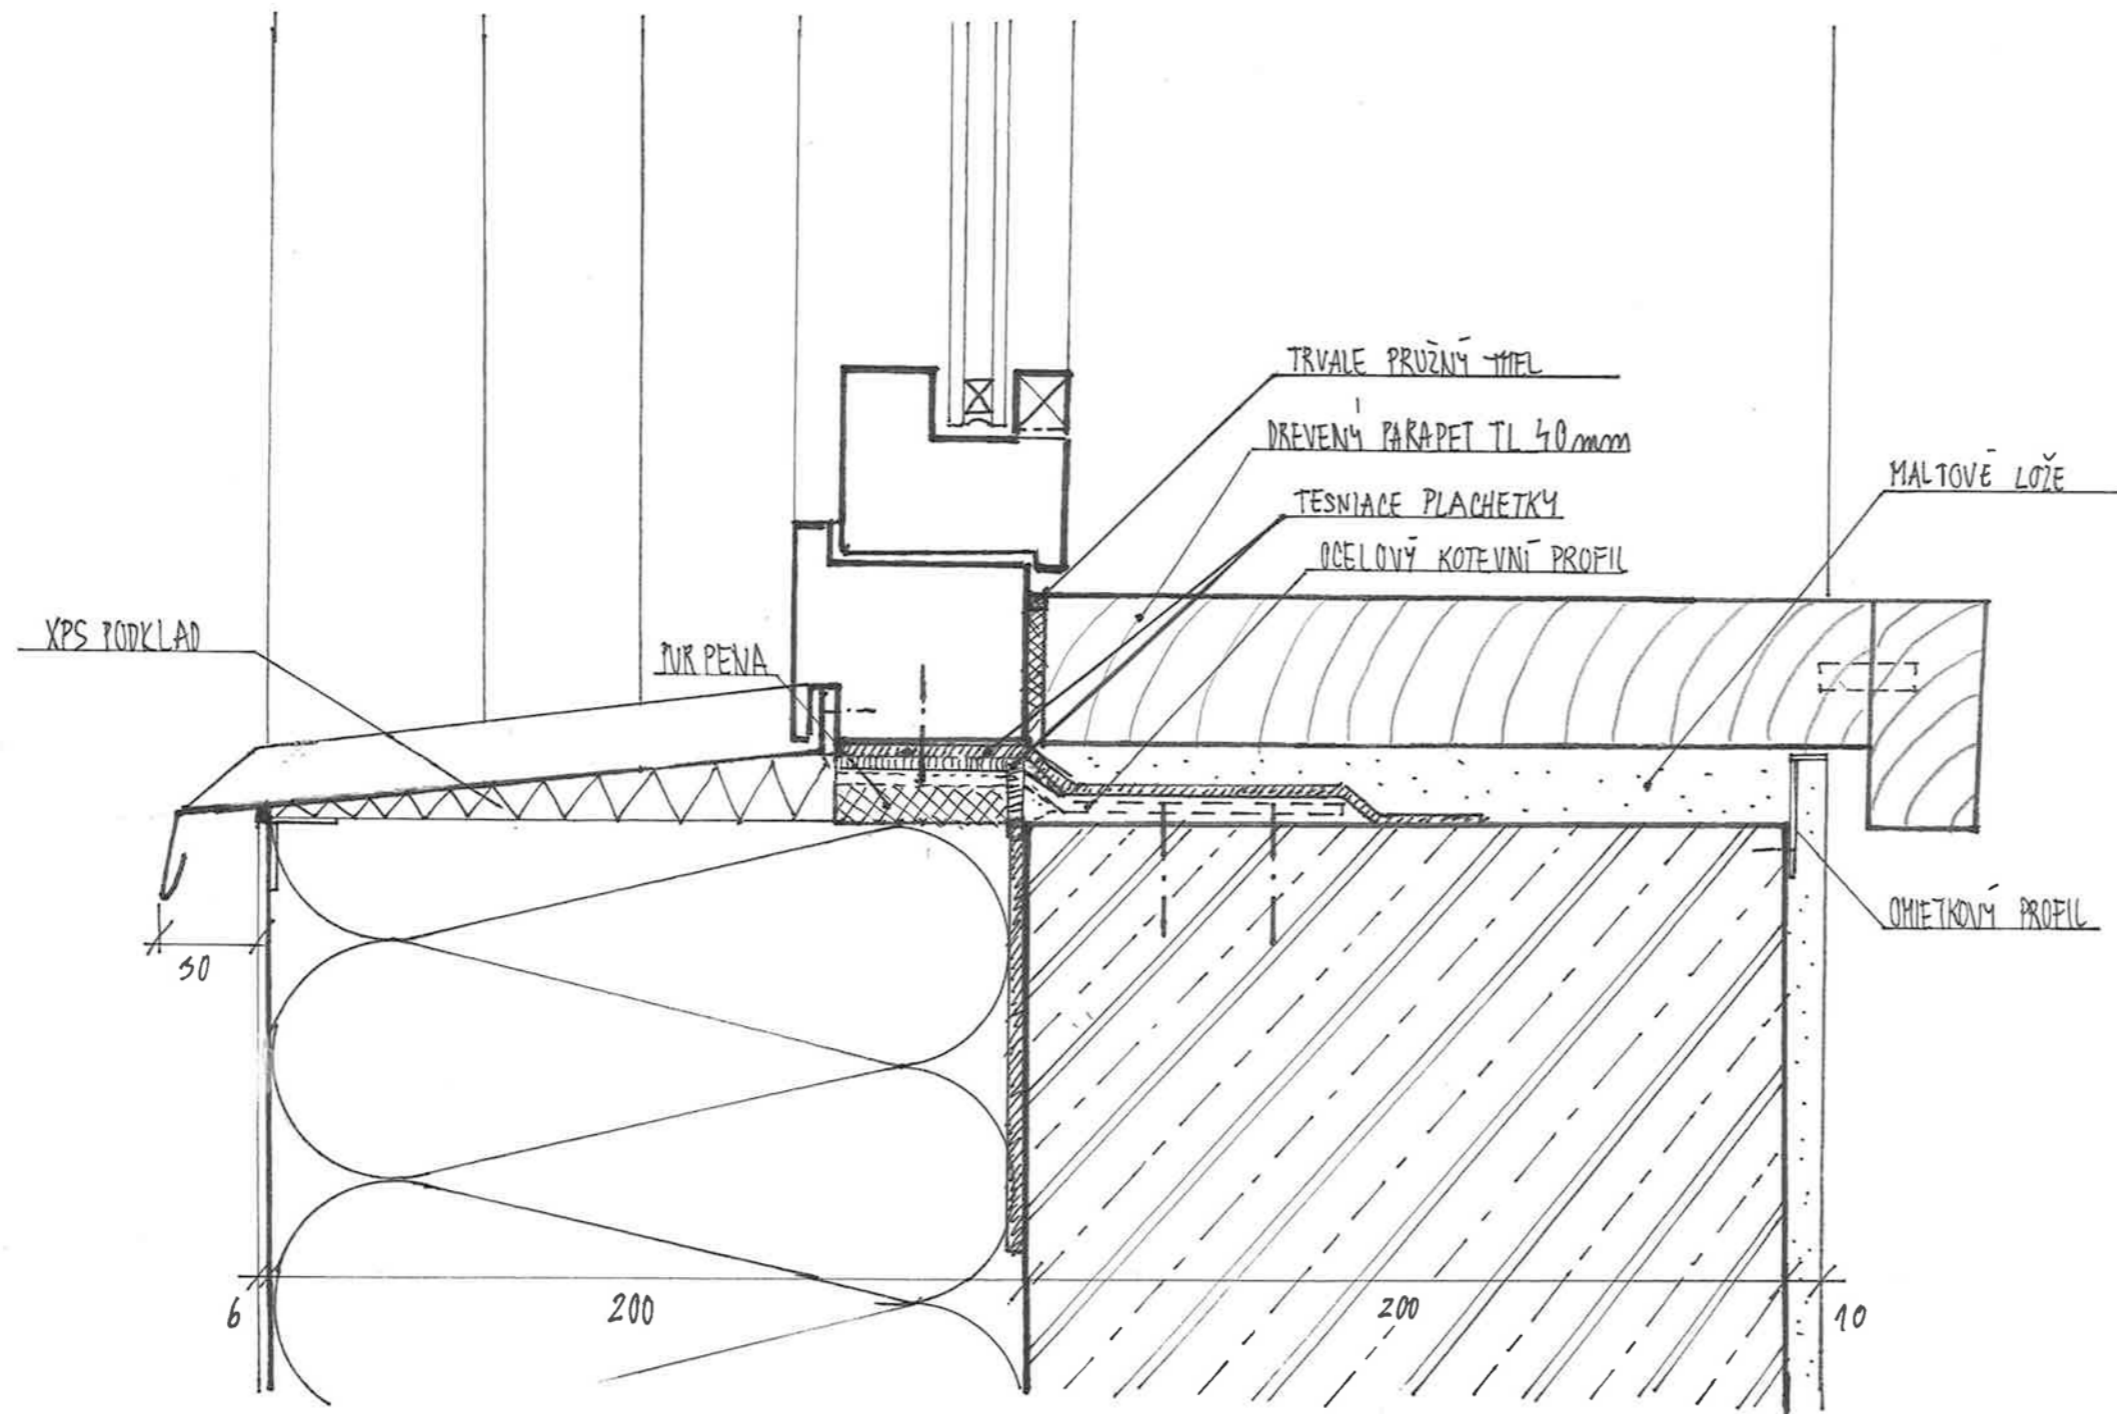 TRVALE PRUŽNÝ TMEL
DREVENÝ PARAPET TL 40mm
MALTOVÉ LOŽE
TESNIACE PLACHETKY
OCELOVÝ KOTEVNÍ PROFIL
XPS PODKLAD
PUR PENA
OMIETKOVÝ PROFIL
30
6
200
200
10